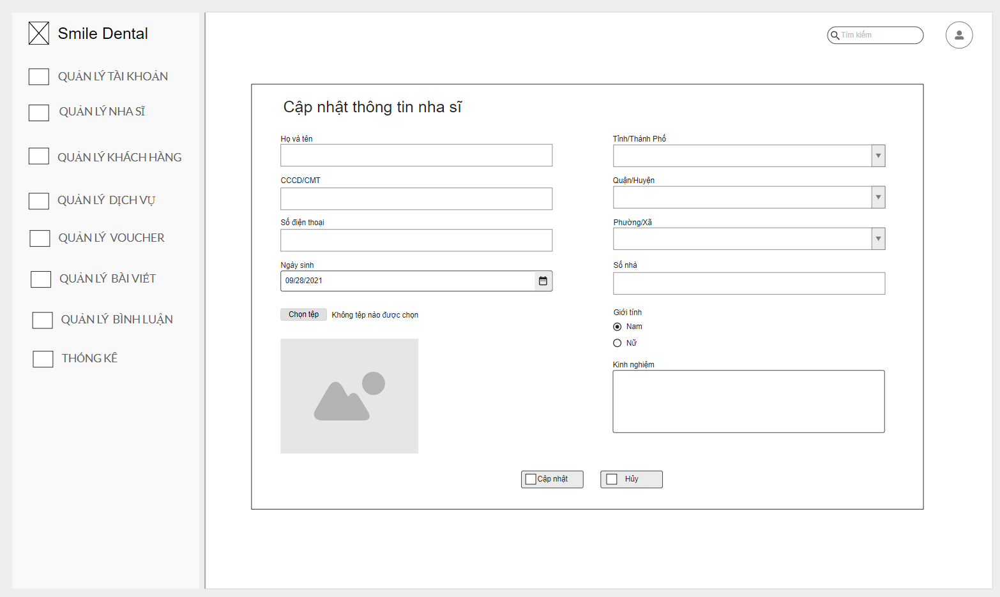 Smile Dental
QUẢN LÝ TÀI KHOẢN
QUẢN LÝ NHA SĨ
QUẢN LÝ KHÁCH HÀNG
QUẢN LÝ DỊCH VỤ
QUẢN LÝ VOUCHER
QUẢN LÝ BÀI VIẾT
QUẢN LÝ BÌNH LUẬN
THỐNG KÊ
Tìm kiếm
Cập nhật thông tin nha sĩ
Họ và tên
CCCD/CMT
Số điện thoại
Ngày sinh
09/28/2021
Chọn tệp Không tệp nào được chọn
Tỉnh/Thành Phố
Quận/Huyện
Phường/Xã
Số nhà
Giới tính
Nam
Nữ
Kinh nghiệm
Cập nhật
Hủy